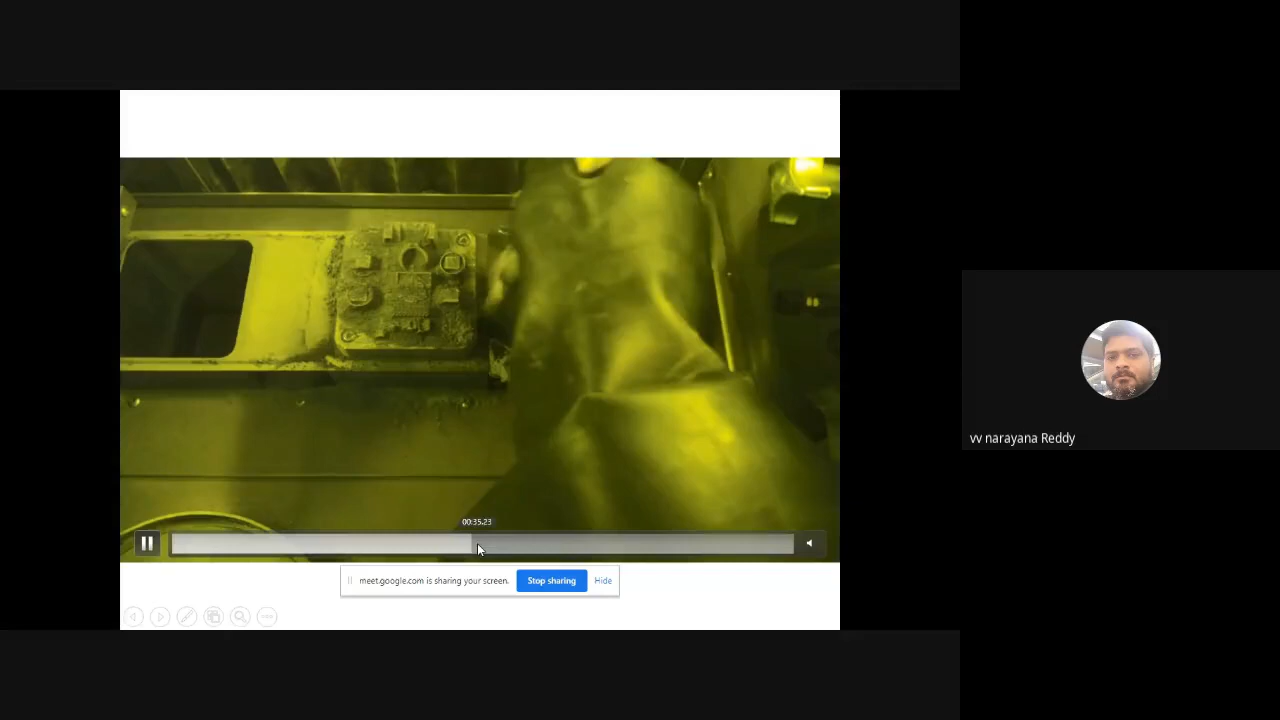 00:35.23
meet.google.com is sharing your screen.
Stop sharing
Hide
vv narayana Reddy